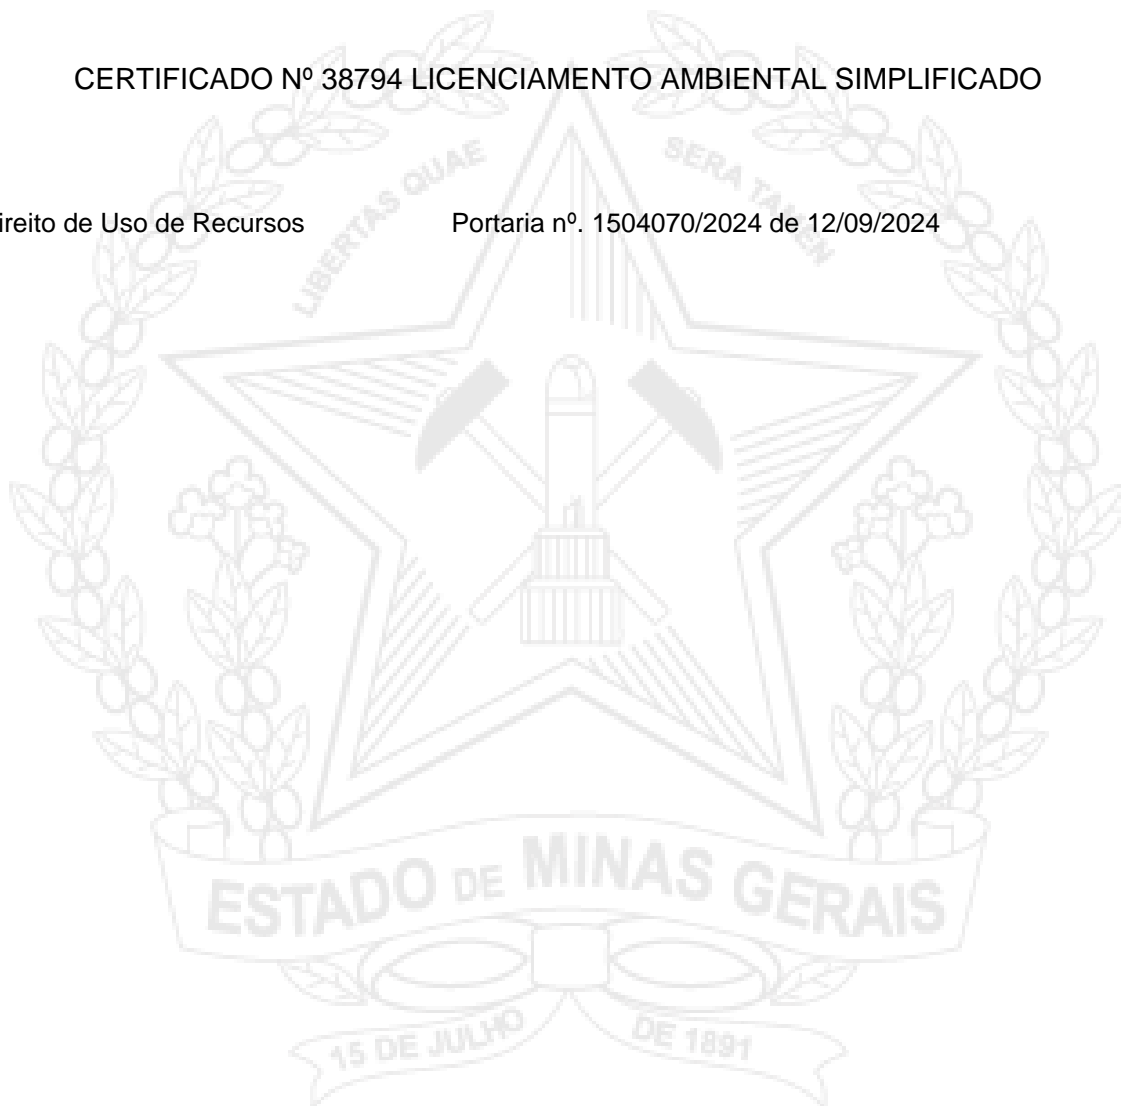 CERTIFICADO Nº 38794 LICENCIAMENTO AMBIENTAL SIMPLIFICADO
LIBERTAS QUAE SERA TAMEN
ireito de Uso de Recursos Portaria nº. 1504070/2024 de 12/09/2024
ESTADO DE MINAS GERAIS
15 DE JULHO DE 1891